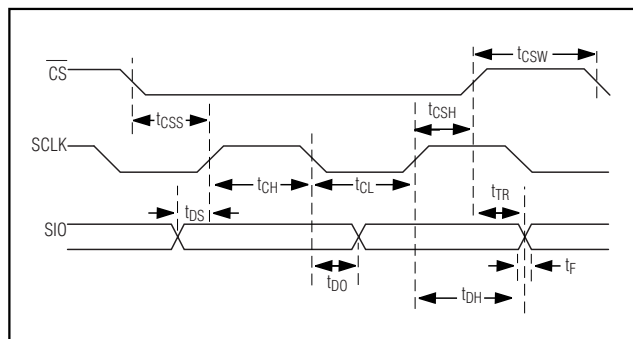 CS
tCSW
tCSS
tCSH
SCLK
tCH
tCL
tTR
tDS
SIO
tDO
tDH
tF